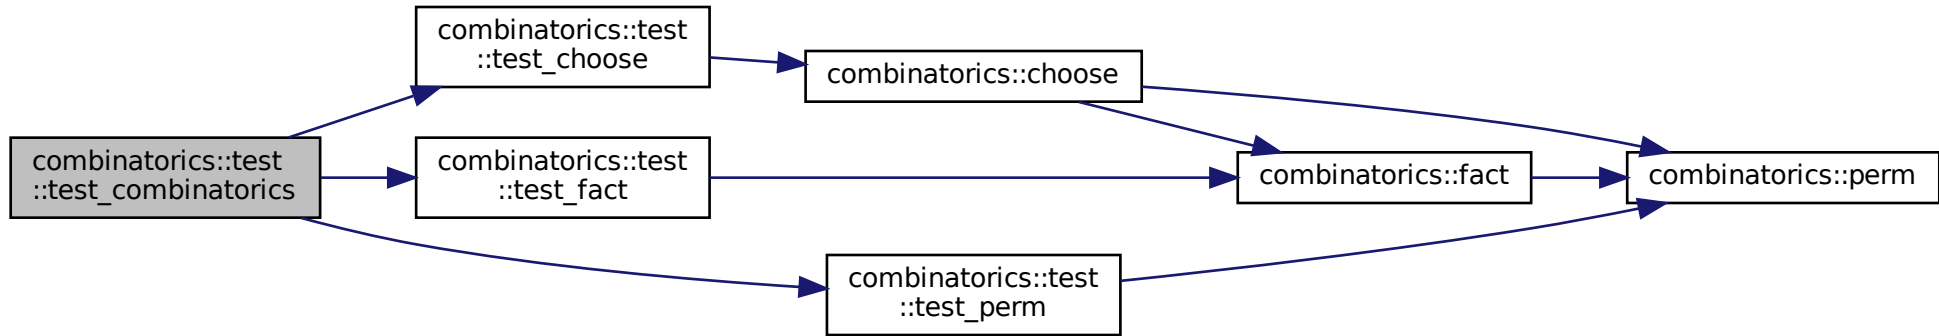 combinatorics::test
::test_combinatorics
combinatorics::test
::test_choose
combinatorics::choose
combinatorics::test
::test_fact
combinatorics::fact
combinatorics::perm
combinatorics::test
::test_perm